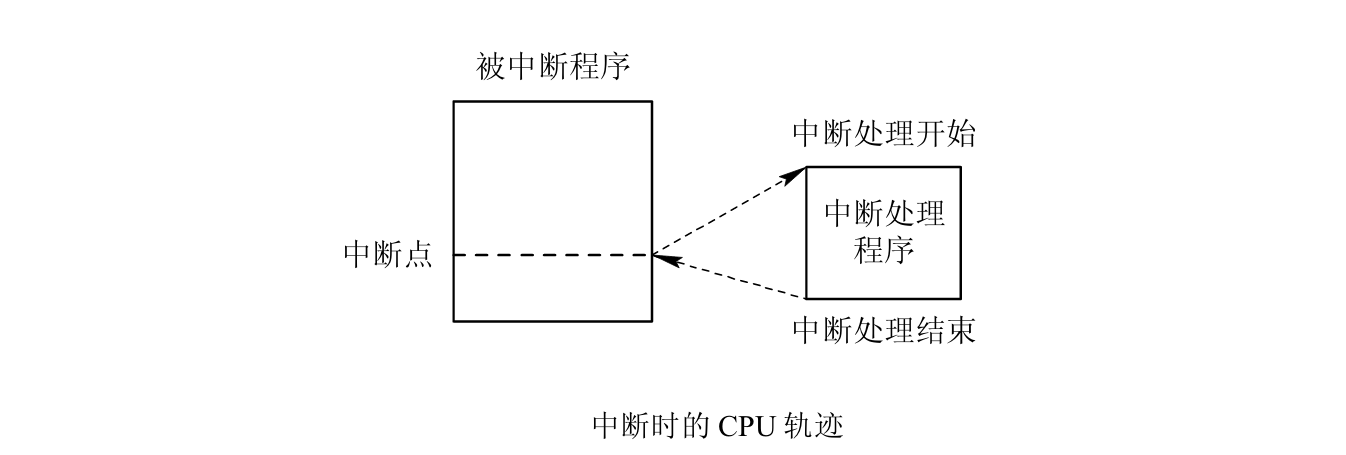 被中断程序
中断处理开始
中断处理
程序
中断点
中断处理结束
中断时的 CPU 轨迹